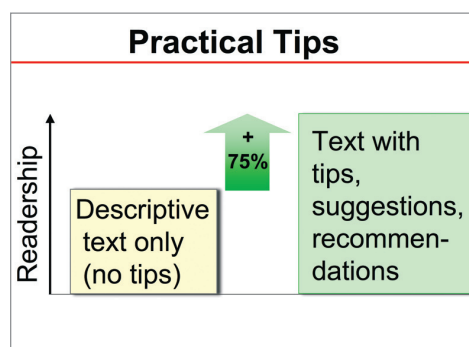 Practical Tips
Readership
Descriptive
text only
(no tips)
+
75%
Text with
tips,
suggestions,
recommen-
dations